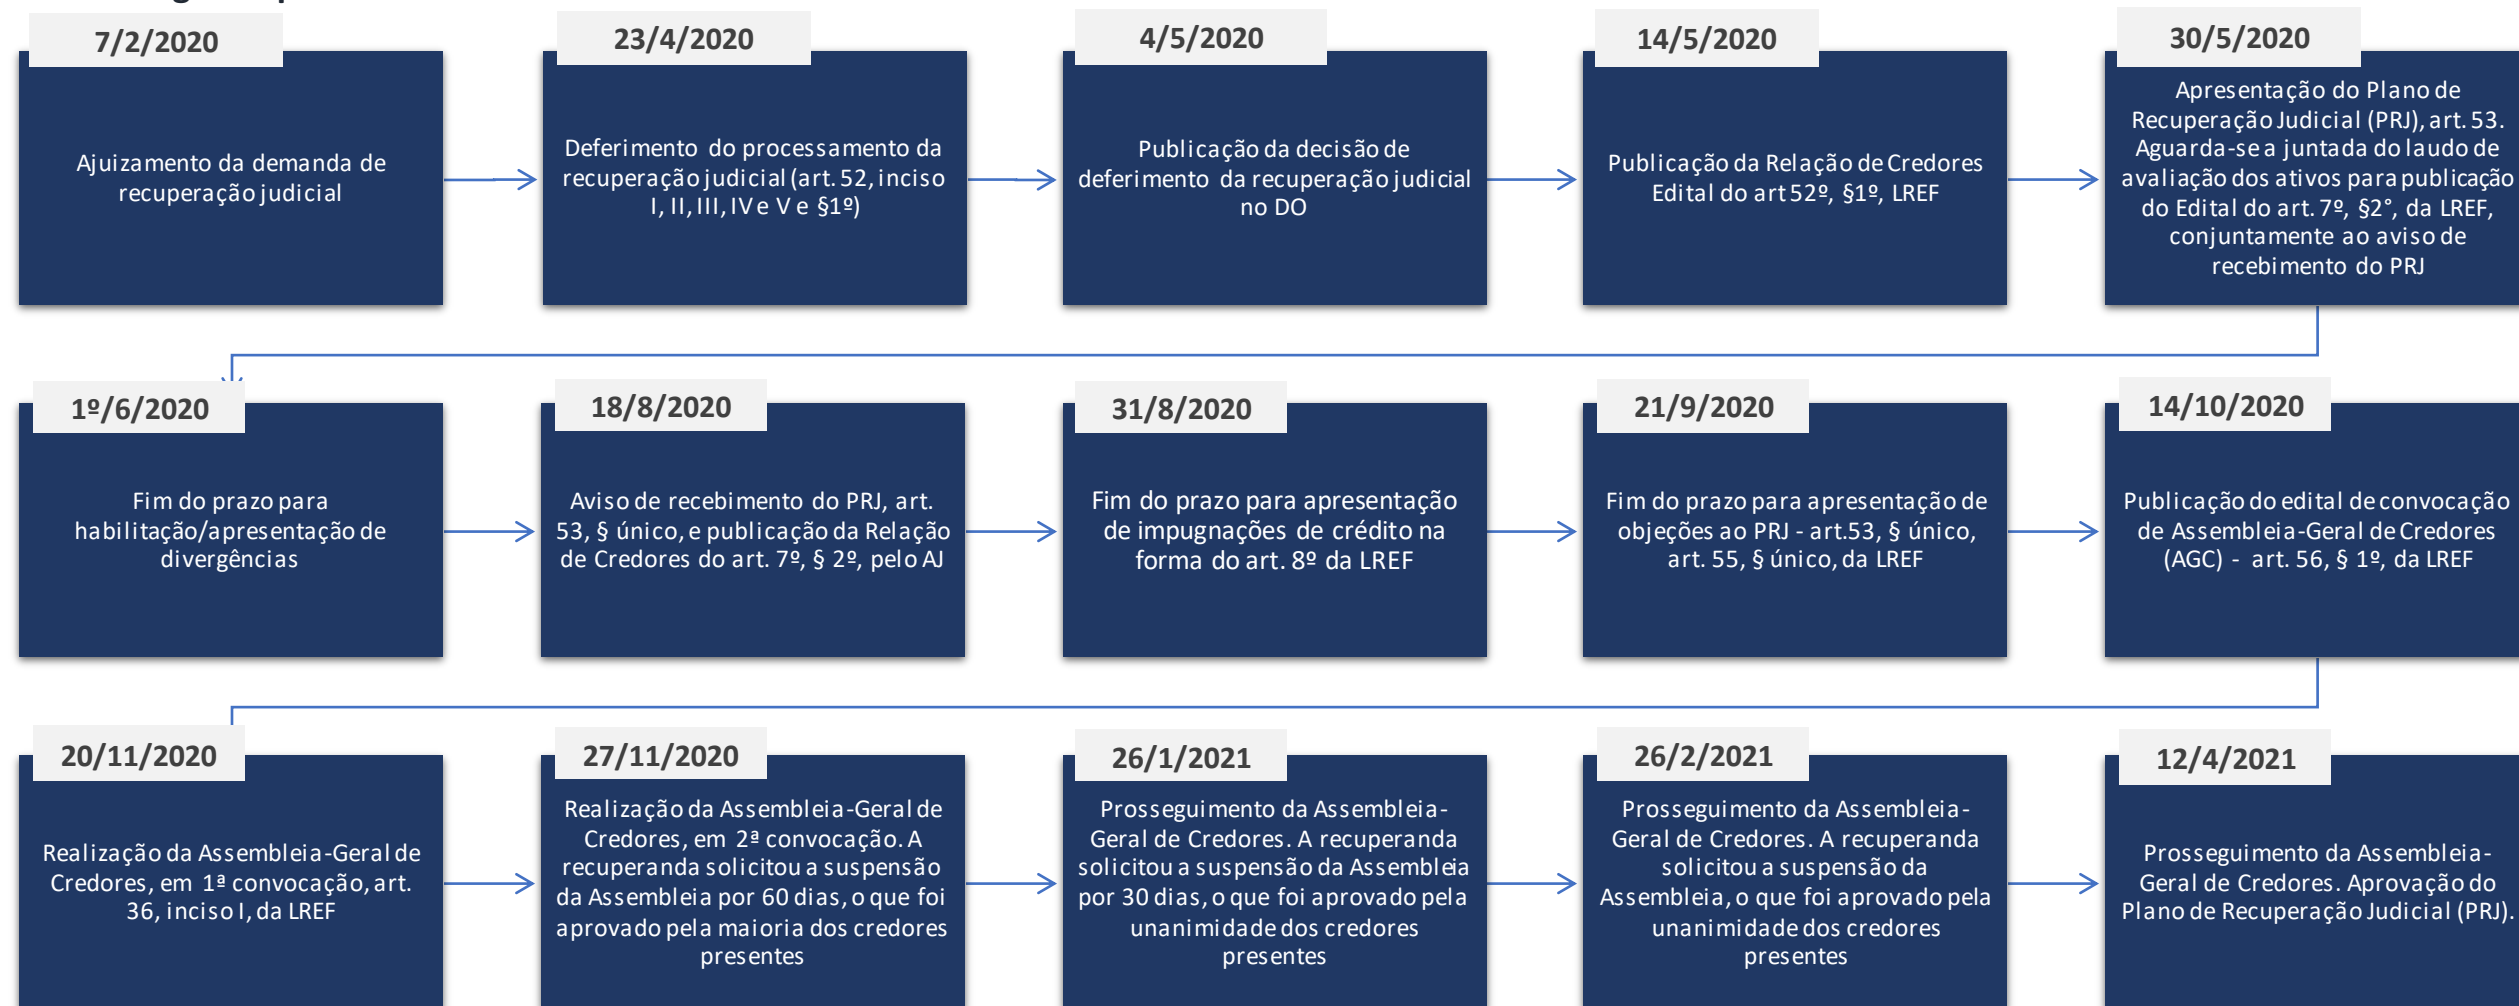 7/2/2020
Ajuizamento da demanda de
recuperação judicial
23/4/2020
Deferimento do processamento da
recuperação judicial (art. 52, inciso
I, II, III, IV e V e §1º)
4/5/2020
Publicação da decisão de
deferimento da recuperação judicial
no DO
14/5/2020
Publicação da Relação de Credores
Edital do art 52º, §1º, LREF
30/5/2020
Apresentação do Plano de
Recuperação Judicial (PRJ), art. 53.
Aguarda-se a juntada do laudo de
avaliação dos ativos para publicação
do Edital do art. 7º, §2°, da LREF,
conjuntamente ao aviso de
recebimento do PRJ
1º/6/2020
Fim do prazo para
habilitação/apresentação de
divergências
18/8/2020
Aviso de recebimento do PRJ, art.
53, § único, e publicação da Relação
de Credores do art. 7º, § 2º, pelo AJ
31/8/2020
Fim do prazo para apresentação
de impugnações de crédito na
forma do art. 8º da LREF
21/9/2020
Fim do prazo para apresentação de
objeções ao PRJ - art.53, § único,
art. 55, § único, da LREF
14/10/2020
Publicação do edital de convocação
de Assembleia-Geral de Credores
(AGC) - art. 56, § 1º, da LREF
20/11/2020
Realização da Assembleia-Geral de
Credores, em 1ª convocação, art.
36, inciso I, da LREF
27/11/2020
Realização da Assembleia-Geral de
Credores, em 2ª convocação. A
recuperanda solicitou a suspensão
da Assembleia por 60 dias, o que foi
aprovado pela maioria dos credores
presentes
26/1/2021
Prosseguimento da Assembleia-
Geral de Credores. A recuperanda
solicitou a suspensão da Assembleia
por 30 dias, o que foi aprovado pela
unanimidade dos credores
presentes
26/2/2021
Prosseguimento da Assembleia-
Geral de Credores. A recuperanda
solicitou a suspensão da
Assembleia, o que foi aprovado pela
unanimidade dos credores
presentes
12/4/2021
Prosseguimento da Assembleia-
Geral de Credores. Aprovação do
Plano de Recuperação Judicial (PRJ).